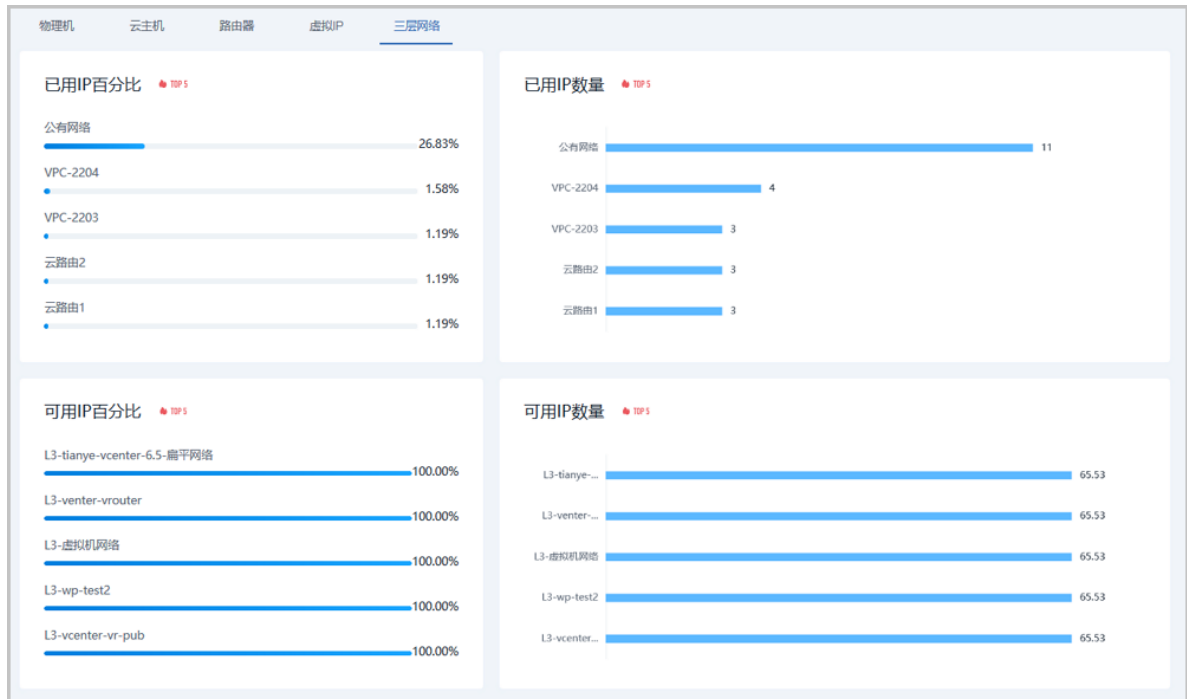 物理机 云主机 路由器 虚拟IP 三层网络
已用IP百分比 TOP 5
公有网络
26.83%
VPC-2204
1.58%
VPC-2203
1.19%
云路由2
1.19%
云路由1
1.19%
已用IP数量 TOP 5
公有网络 11
VPC-2204 4
VPC-2203 3
云路由2 3
云路由1 3
可用IP百分比 TOP 5
L3-tianye-vcenter-6.5-扁平网络
100.00%
L3-venter-vrouter
100.00%
L3-虚拟机网络
100.00%
L3-wp-test2
100.00%
L3-vcenter-vr-pub
100.00%
可用IP数量 TOP 5
L3-tianye-... 65.53
L3-venter-... 65.53
L3-虚拟机网络 65.53
L3-wp-test2 65.53
L3-vcenter... 65.53